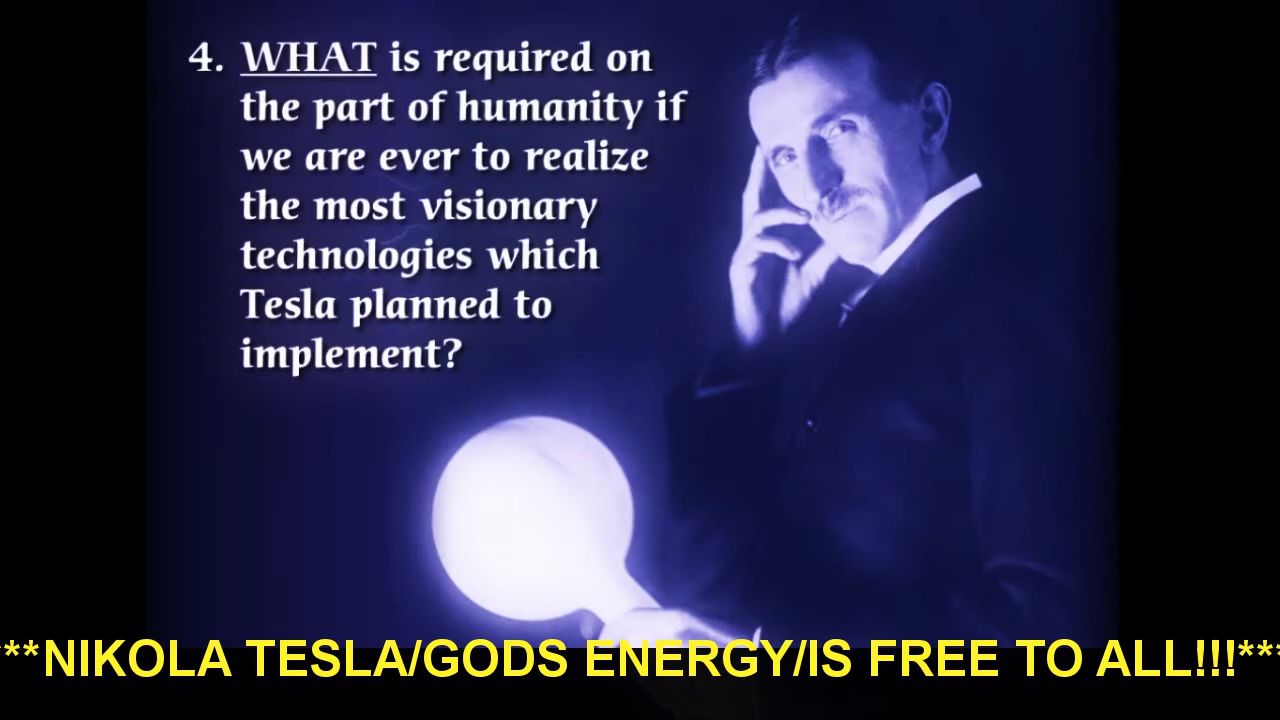 4. WHAT is required on
the part of humanity if
we are ever to realize
the most visionary
technologies which
Tesla planned to
implement?
**NIKOLA TESLA/GODS ENERGY/IS FREE TO ALL!!!***